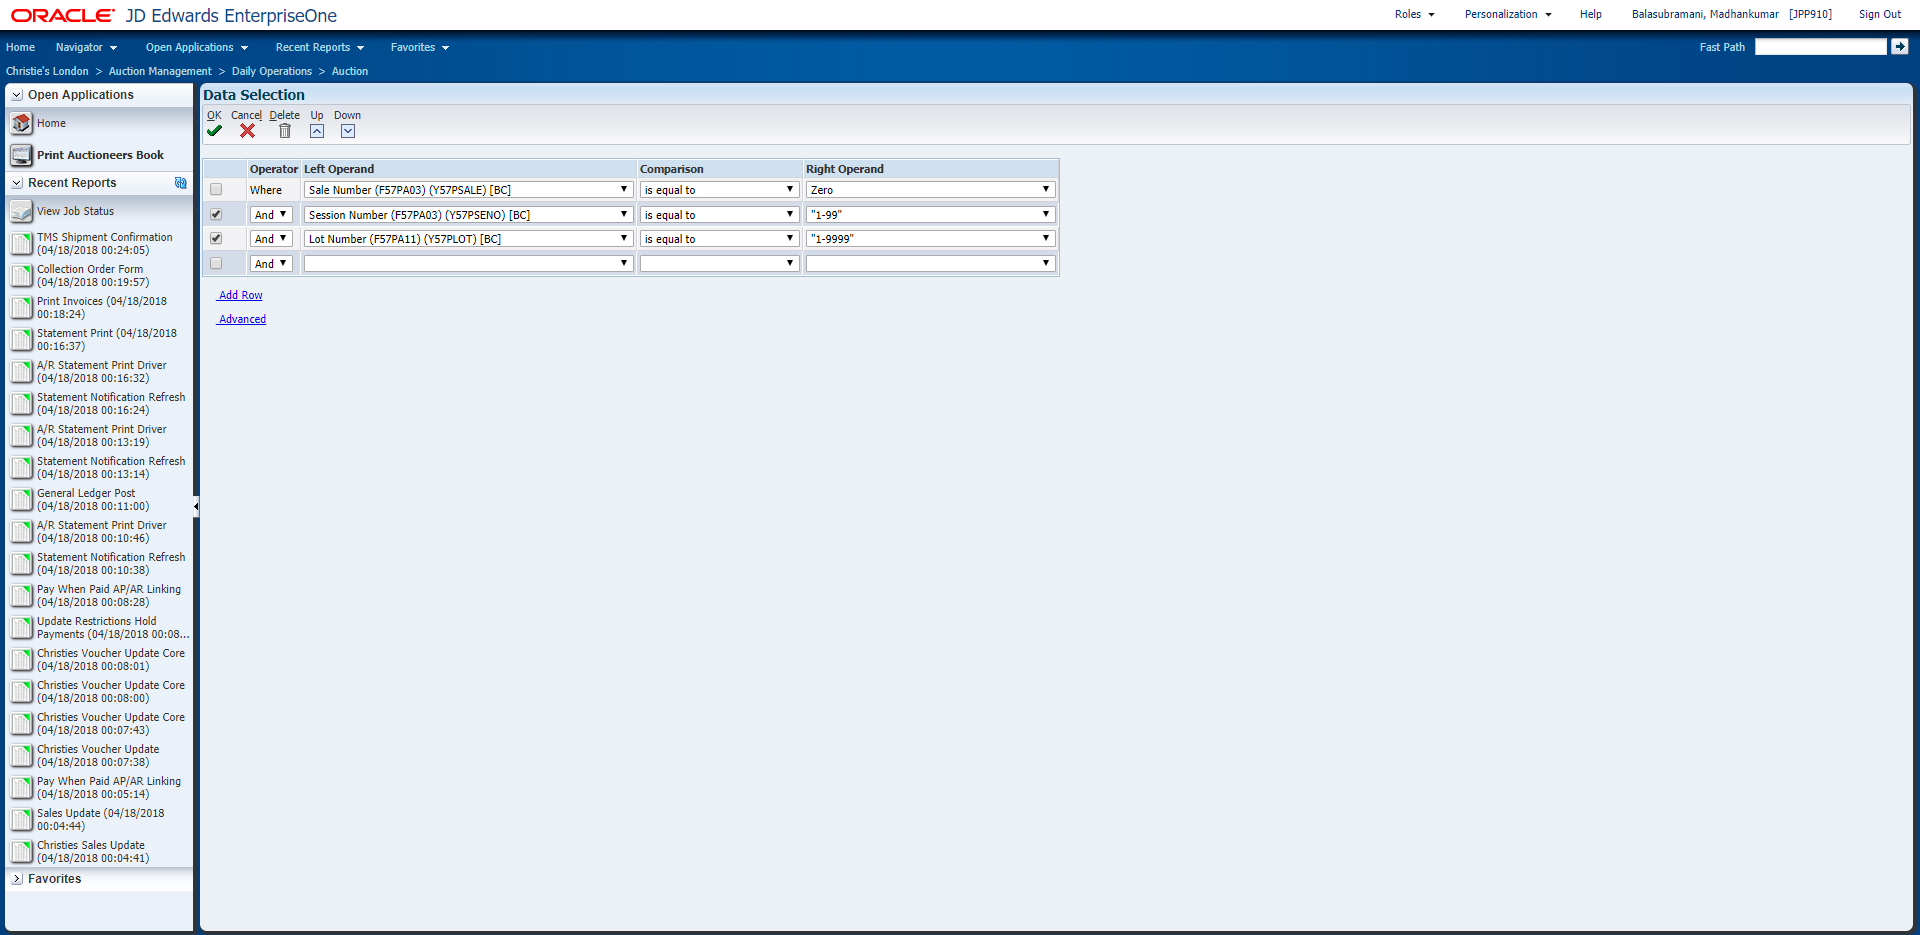 ORACLE JD Edwards EnterpriseOne
Roles Personalization Help Balasubramani, Madhankumar [JPP910] Sign Out
Home Navigator Open Applications Recent Reports Favorites Fast Path
Christie's London > Auction Management > Daily Operations > Auction
Open Applications
Home
Print Auctioneers Book
Recent Reports
View Job Status
TMS Shipment Confirmation
(04/18/2018 00:24:05)
Collection Order Form
(04/18/2018 00:19:57)
Print Invoices (04/18/2018
00:18:24)
Statement Print (04/18/2018
00:16:37)
A/R Statement Print Driver
(04/18/2018 00:16:32)
Statement Notification Refresh
(04/18/2018 00:16:24)
A/R Statement Print Driver
(04/18/2018 00:13:19)
Statement Notification Refresh
(04/18/2018 00:13:14)
General Ledger Post
(04/18/2018 00:11:00)
A/R Statement Print Driver
(04/18/2018 00:10:46)
Statement Notification Refresh
(04/18/2018 00:10:38)
Pay When Paid AP/AR Linking
(04/18/2018 00:08:28)
Update Restrictions Hold
Payments (04/18/2018 00:08...
Christies Voucher Update Core
(04/18/2018 00:08:01)
Christies Voucher Update Core
(04/18/2018 00:08:00)
Christies Voucher Update Core
(04/18/2018 00:07:43)
Christies Voucher Update
(04/18/2018 00:07:38)
Pay When Paid AP/AR Linking
(04/18/2018 00:05:14)
Sales Update (04/18/2018
00:04:44)
Christies Sales Update
(04/18/2018 00:04:41)
Favorites
Data Selection
OK Cancel Delete Up Down
Operator Left Operand Comparison Right Operand
Where Sale Number (F57PA03) (Y57PSALE) [BC] is equal to Zero
And Session Number (F57PA03) (Y57PSENO) [BC] is equal to "1-99"
And Lot Number (F57PA11) (Y57PLOT) [BC] is equal to "1-9999"
And
Add Row
Advanced